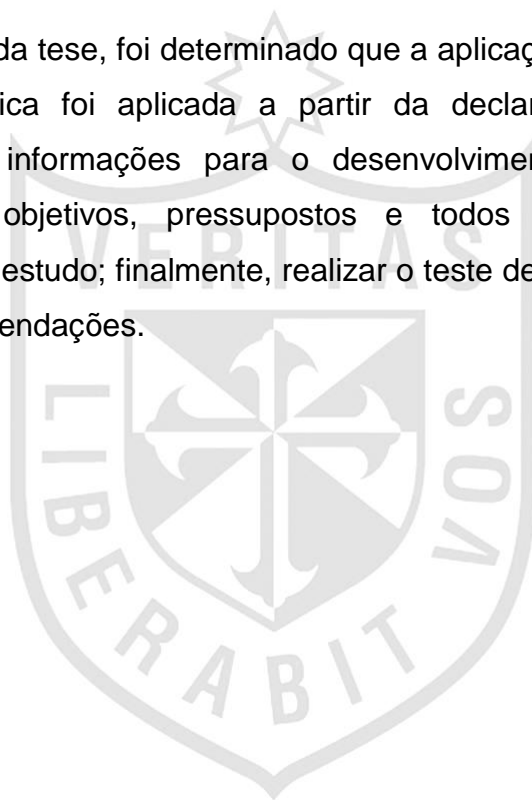 da tese, foi determinado que a aplicaç
ica foi aplicada a partir da declar
informações para o desenvolvimen
objetivos, pressupostos e todos
estudo; finalmente, realizar o teste de
endações.
VERITAS
LIBERABIT
VOS